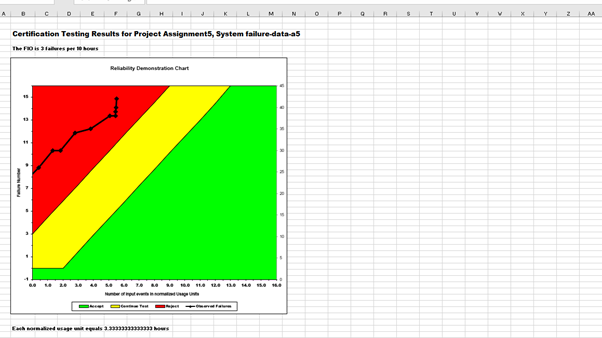 A B C D E F G H I J K L M N O P Q R S T U V W X Y Z AA
Certification Testing Results for Project Assignment5, System failure-data-a5
The FIO is 3 failures per 10 hours
Reliability Demonstration Chart
15
13
11
9
7
5
3
1
-1
Failure Number
45
40
35
30
25
20
15
10
5
0
0.0 1.0 2.0 3.0 4.0 5.0 6.0 7.0 8.0 9.0 10.0 11.0 12.0 13.0 14.0 15.0 16.0
Number of input events in normalized Usage Units
Accept Continue Test Reject Observed Failures
Each normalized usage unit equals 3.33333333333333 hours